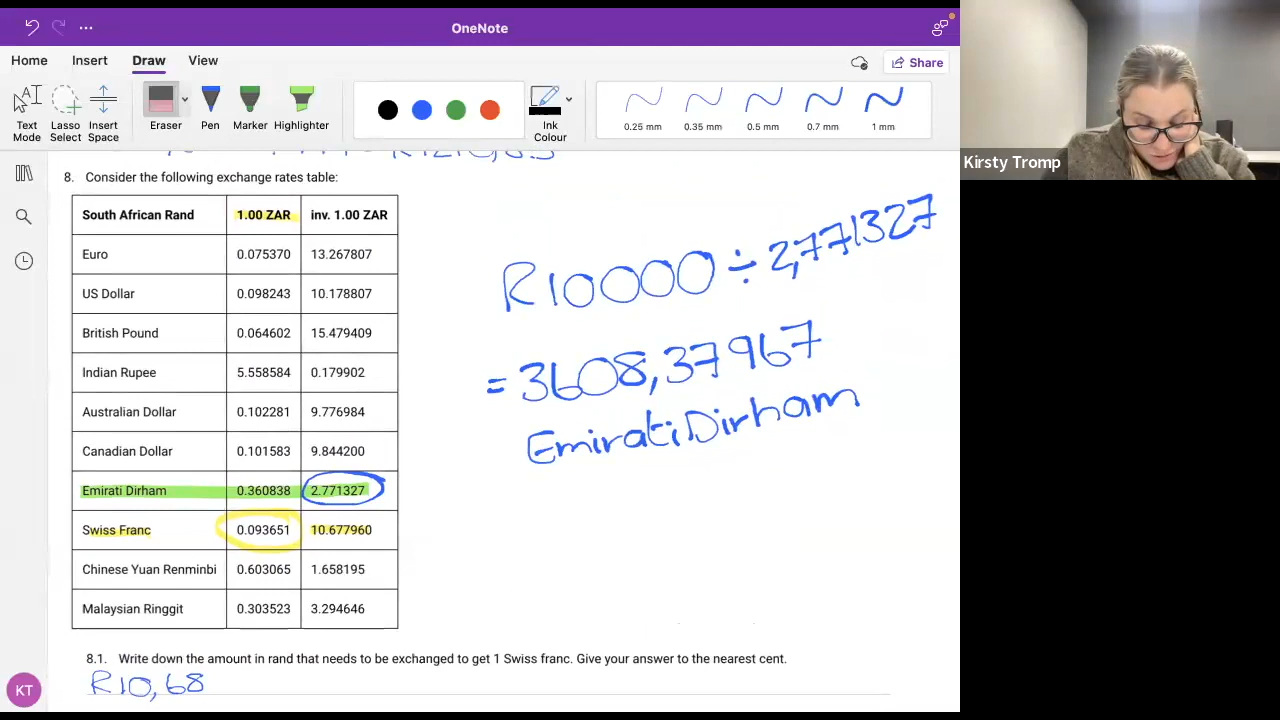 OneNote
Home Insert Draw View
Share
Text Mode
Lasso Select
Insert Space
Eraser
Pen
Marker
Highlighter
Ink Colour
0.25 mm 0.35 mm 0.5 mm 0.7 mm 1 mm
Kirsty Tromp
8. Consider the following exchange rates table:
South African Rand 1.00 ZAR inv. 1.00 ZAR
Euro 0.075370 13.267807
US Dollar 0.098243 10.178807
British Pound 0.064602 15.479409
Indian Rupee 5.558584 0.179902
Australian Dollar 0.102281 9.776984
Canadian Dollar 0.101583 9.844200
Emirati Dirham 0.360838 2.771327
Swiss Franc 0.093651 10.677960
Chinese Yuan Renminbi 0.603065 1.658195
Malaysian Ringgit 0.303523 3.294646
R10000 ÷ 2,771327
= 3608,37967
Emirati Dirham
8.1. Write down the amount in rand that needs to be exchanged to get 1 Swiss franc. Give your answer to the nearest cent.
R10,68
KT